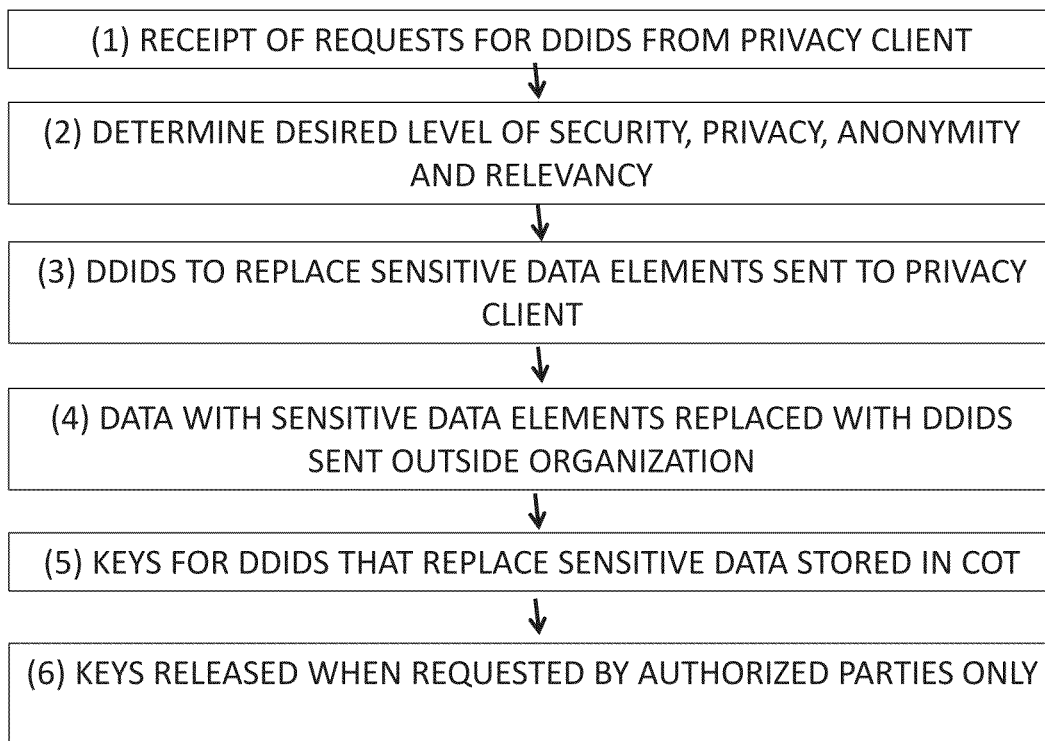 (1) RECEIPT OF REQUESTS FOR DDIDS FROM PRIVACY CLIENT
(2) DETERMINE DESIRED LEVEL OF SECURITY, PRIVACY, ANONYMITY
AND RELEVANCY
(3) DDIDS TO REPLACE SENSITIVE DATA ELEMENTS SENT TO PRIVACY
CLIENT
(4) DATA WITH SENSITIVE DATA ELEMENTS REPLACED WITH DDIDS
SENT OUTSIDE ORGANIZATION
(5) KEYS FOR DDIDS THAT REPLACE SENSITIVE DATA STORED IN COT
(6) KEYS RELEASED WHEN REQUESTED BY AUTHORIZED PARTIES ONLY